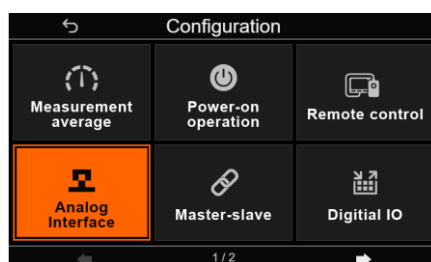 Configuration
Measurement
average
Power-on
operation
Remote control
Analog
Interface
Master-slave
Digitial IO
1/2